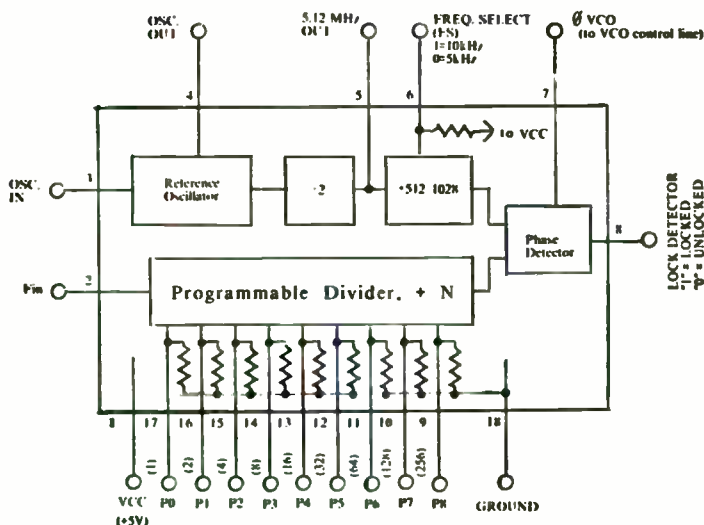 OSC.
OUT
5.12 MHz
OUT
FREQ. SELECT
(FS)
1=10kHz
0=5kHz
Ø VCO
(to VCO control line)
4
5
6
7
to VCC
OSC.
IN
Reference
Oscillator
÷2
÷512 1028
Phase
Detector
8
LOCK DETECTOR
"1" = LOCKED
"0" = UNLOCKED
Fin
2
Programmable Divider, ÷ N
17
16
15
14
13
12
11
10
9
18
(1)
(2)
(4)
(8)
(16)
(32)
(64)
(128)
(256)
VCC
(+5V)
P0
P1
P2
P3
P4
P5
P6
P7
P8
GROUND